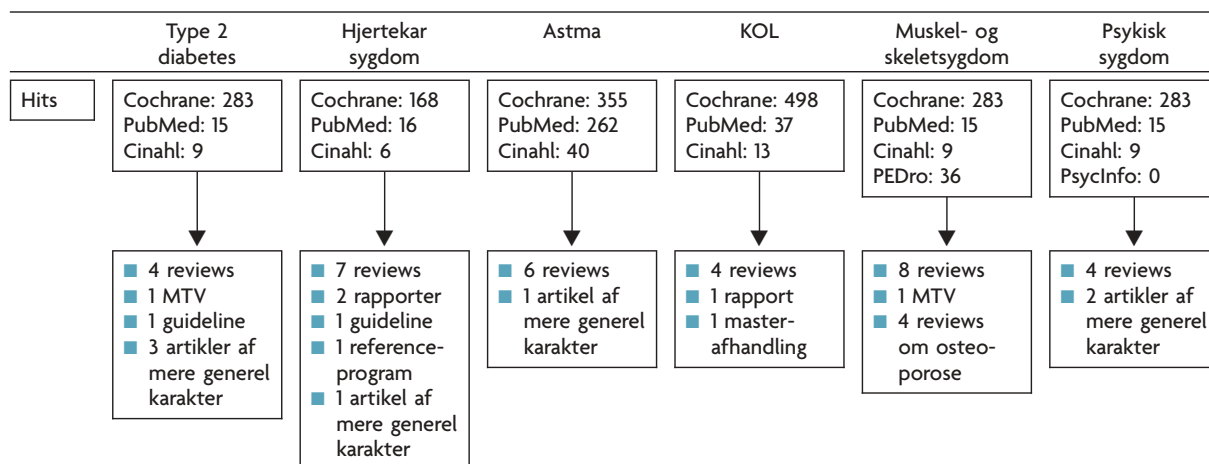 Type 2
diabetes
Hjertekar
sygdom
Astma
KOL
Muskel- og
skeletsygdom
Psykisk
sygdom
Hits
Cochrane: 283
PubMed: 15
Cinahl: 9
Cochrane: 168
PubMed: 16
Cinahl: 6
Cochrane: 355
PubMed: 262
Cinahl: 40
Cochrane: 498
PubMed: 37
Cinahl: 13
Cochrane: 283
PubMed: 15
Cinahl: 9
PEDro: 36
Cochrane: 283
PubMed: 15
Cinahl: 9
PsycInfo: 0
4 reviews
1 MTV
1 guideline
3 artikler af
mere generel
karakter
7 reviews
2 rapporter
1 guideline
1 reference-
program
1 artikel af
mere generel
karakter
6 reviews
1 artikel af
mere generel
karakter
4 reviews
1 rapport
1 master-
afhandling
8 reviews
1 MTV
4 reviews
om osteo-
porose
4 reviews
2 artikler af
mere generel
karakter